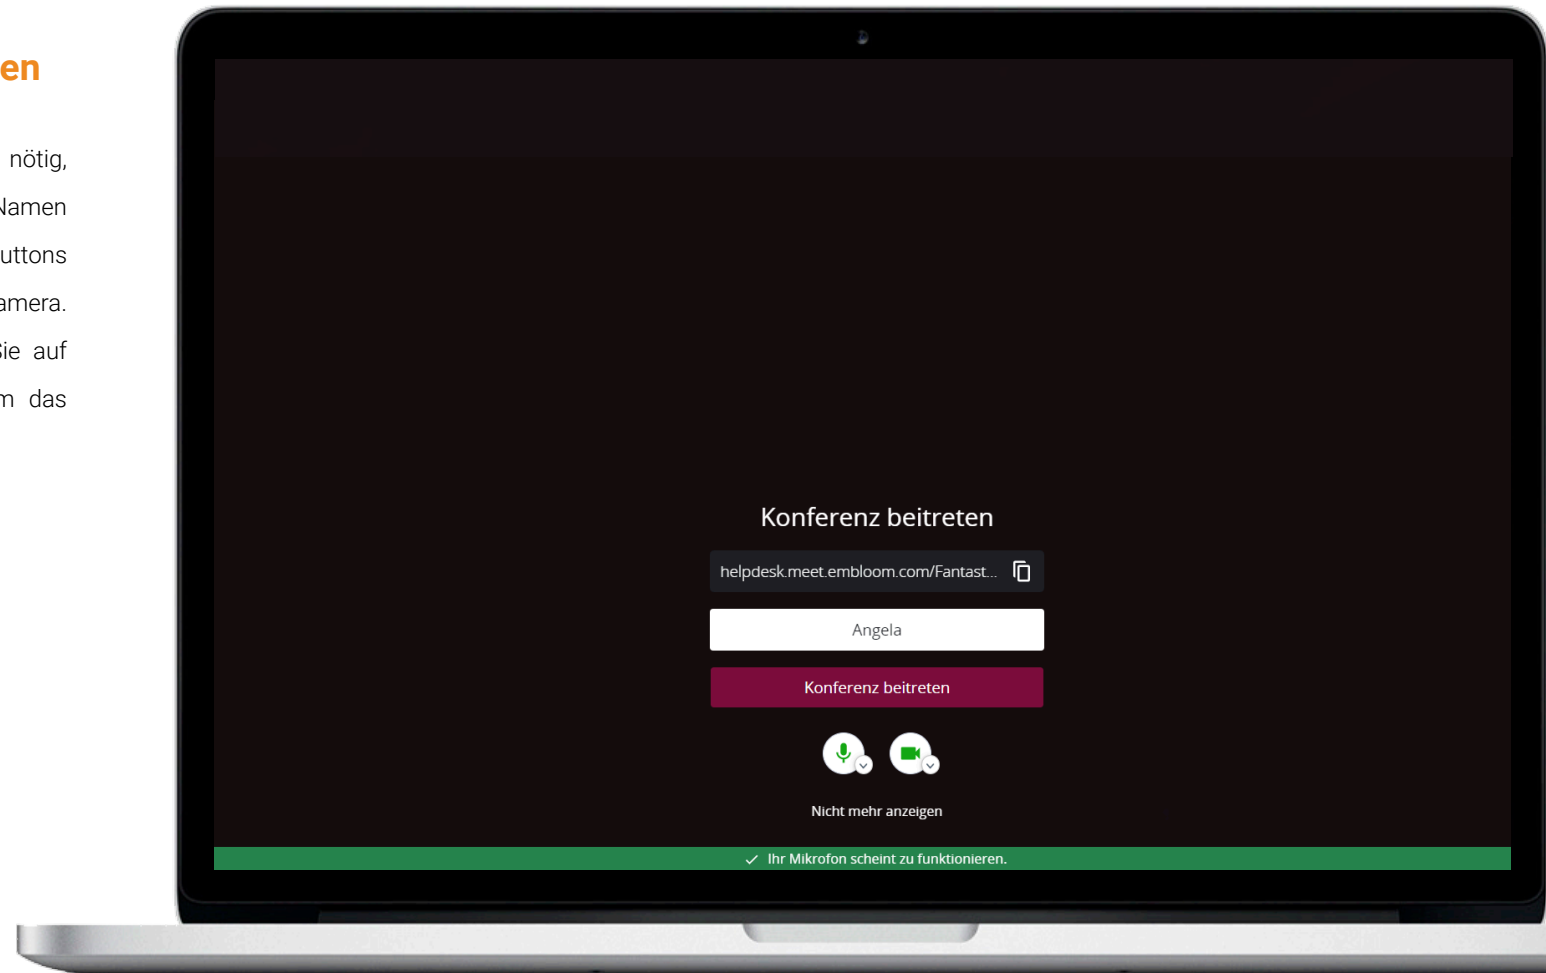 en
nötig,
Namen
uttons
amera.
Sie auf
m das
Konferenz beitreten
helpdesk.meet.embloom.com/Fantast...
Angela
Konferenz beitreten
Nicht mehr anzeigen
Ihr Mikrofon scheint zu funktionieren.